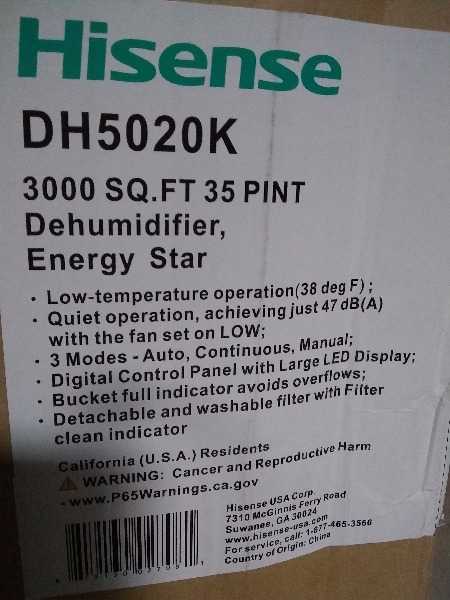 Hisense
DH5020K
3000 SQ.FT 35 PINT
Dehumidifier,
Energy Star
· Low-temperature operation(38 deg F) ;
· Quiet operation, achieving just 47 dB(A)
with the fan set on LOW;
· 3 Modes - Auto, Continuous, Manual;
· Digital Control Panel with Large LED Display;
· Bucket full indicator avoids overflows;
· Detachable and washable filter with Filter
clean indicator
California (U.S.A.) Residents
⚠ WARNING: Cancer and Reproductive Harm
- www.P65Warnings.ca.gov
Hisense USA Corp.
7310 McGinnis Ferry Road
Suwanee, GA 30024
www.hisense-usa.com
For service, call: 1-877-465-3566
Country of Origin: China